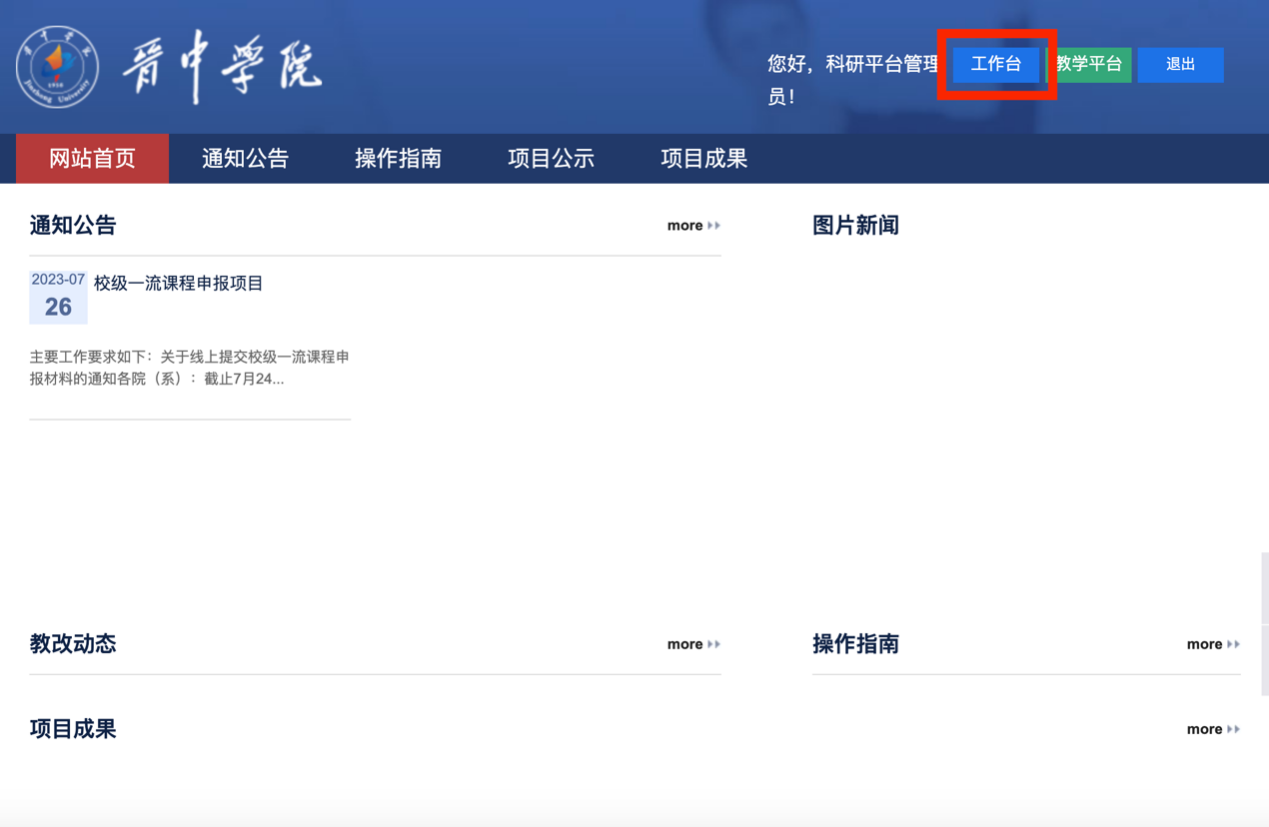 晋中学院
您好，科研平台管理
员！
工作台
教学平台
退出
网站首页
通知公告
操作指南
项目公示
项目成果
通知公告
more
图片新闻
2023-07
26
校级一流课程申报项目
主要工作要求如下：关于线上提交校级一流课程申
报材料的通知各院（系）：截止7月24...
教改动态
more
操作指南
more
项目成果
more